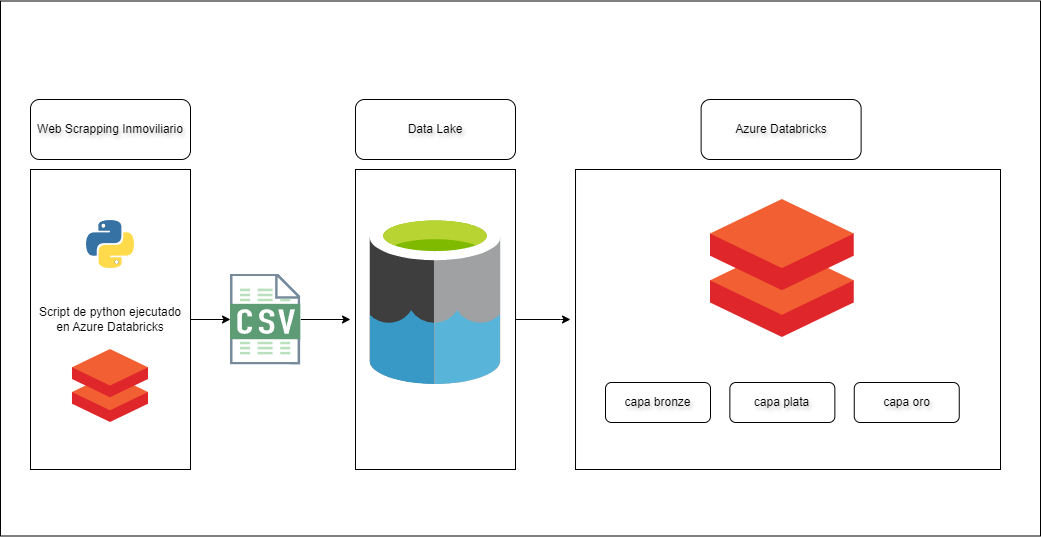 Web Scrapping Inmoviliario
Data Lake
Azure Databricks
Script de python ejecutado
en Azure Databricks
CSV
capa bronze
capa plata
capa oro